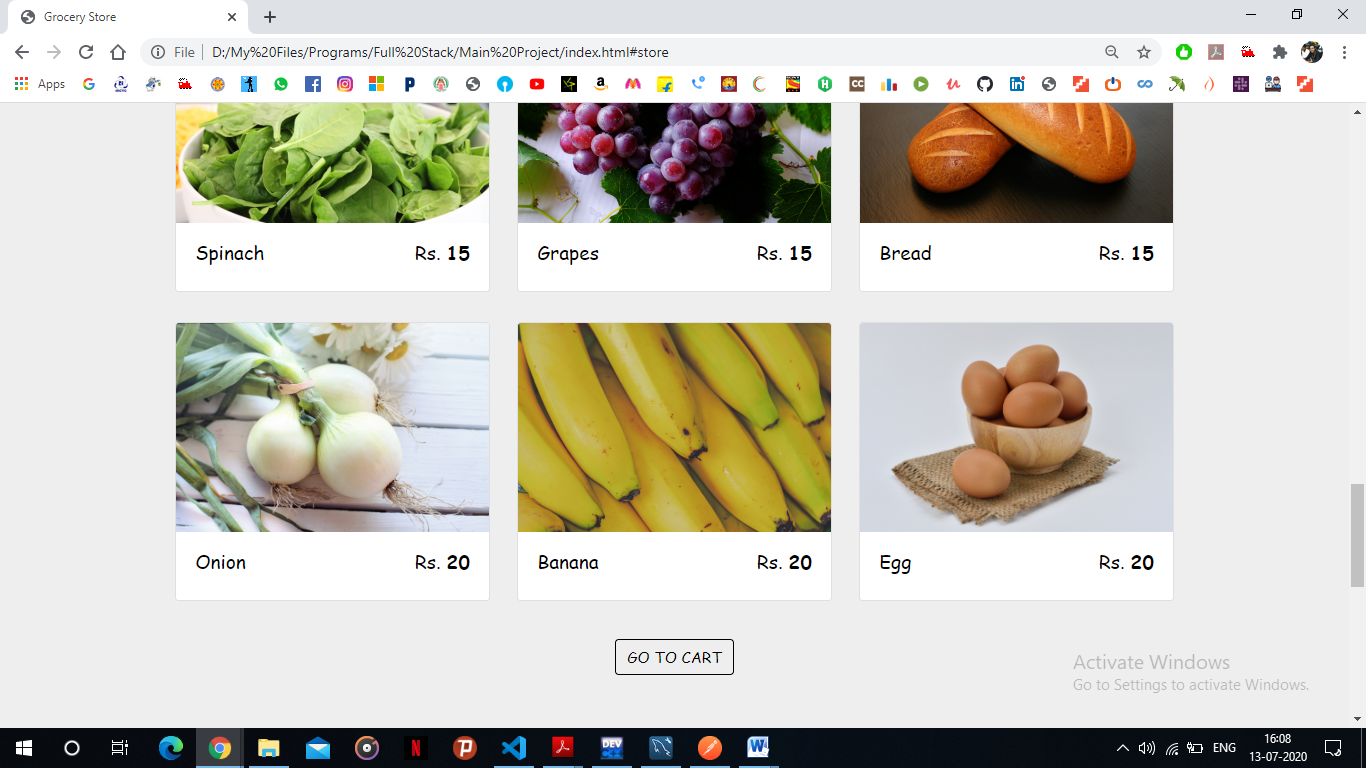 Grocery Store
File
D:/My%20Files/Programs/Full%20Stack/Main%20Project/index.html#store
Apps
Spinach Rs. 15
Grapes Rs. 15
Bread Rs. 15
Onion Rs. 20
Banana Rs. 20
Egg Rs. 20
GO TO CART
Activate Windows
Go to Settings to activate Windows.
ENG
16:08
13-07-2020